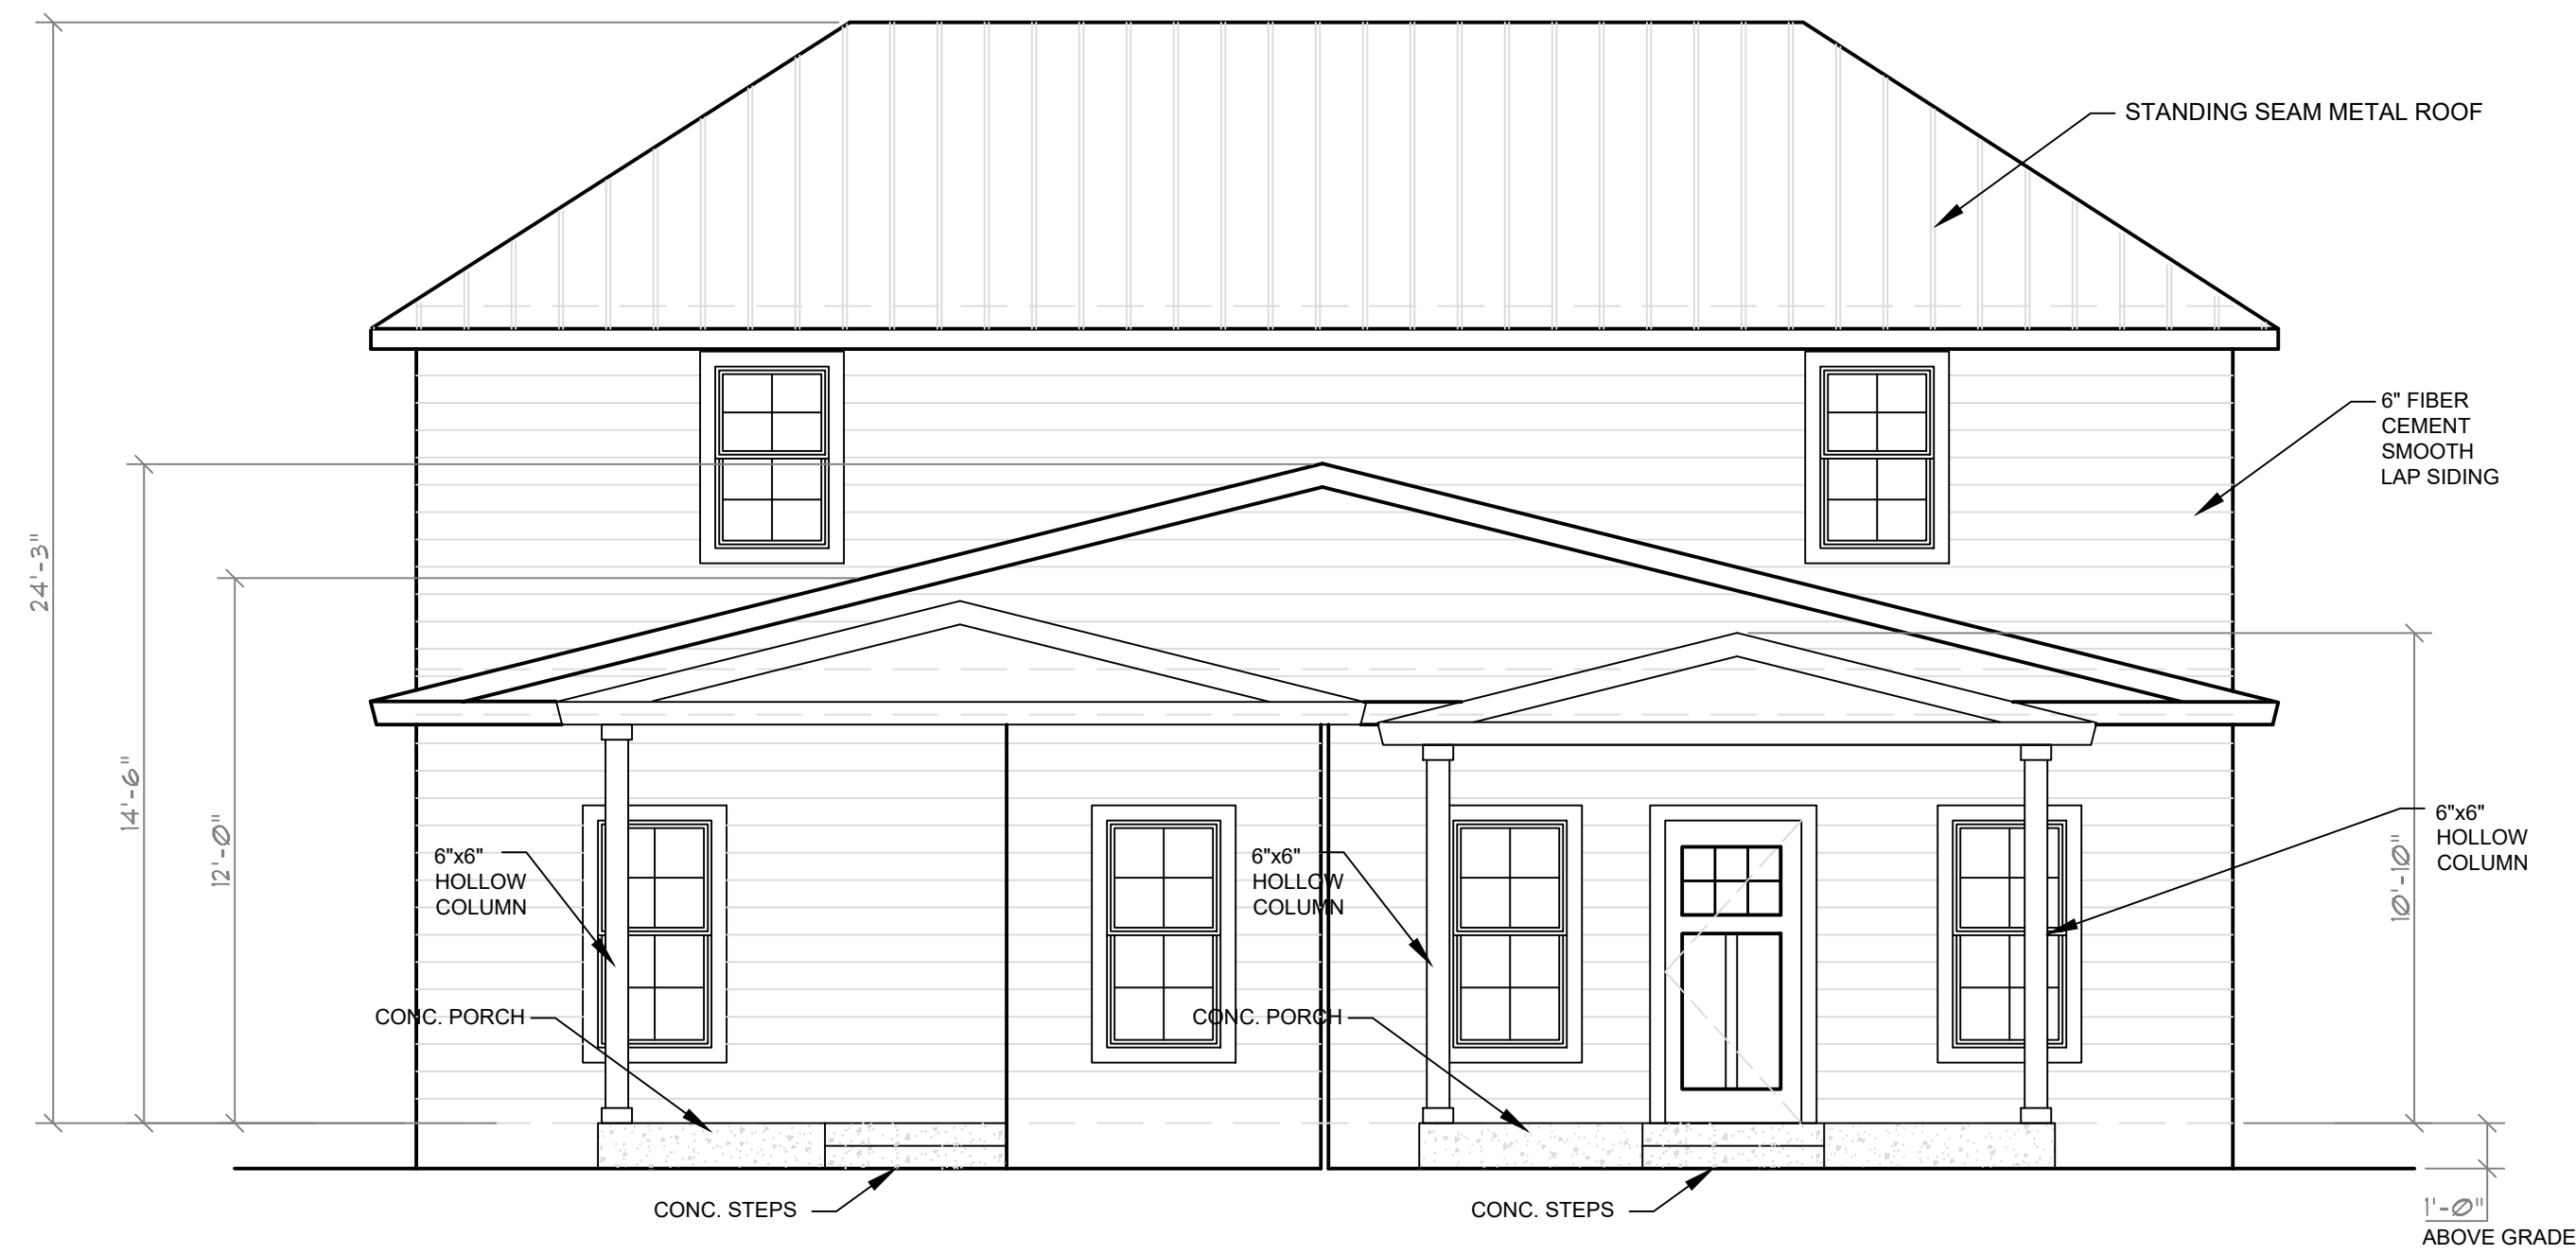 STANDING SEAM METAL ROOF
6" FIBER
CEMENT
SMOOTH
LAP SIDING
24'-3"
14'-6"
12'-0"
6"x6"
HOLLOW
COLUMN
6"x6"
HOLLOW
COLUMN
6"x6"
HOLLOW
COLUMN
10'-10"
CONC. PORCH
CONC. PORCH
CONC. STEPS
CONC. STEPS
1'-0"
ABOVE GRADE